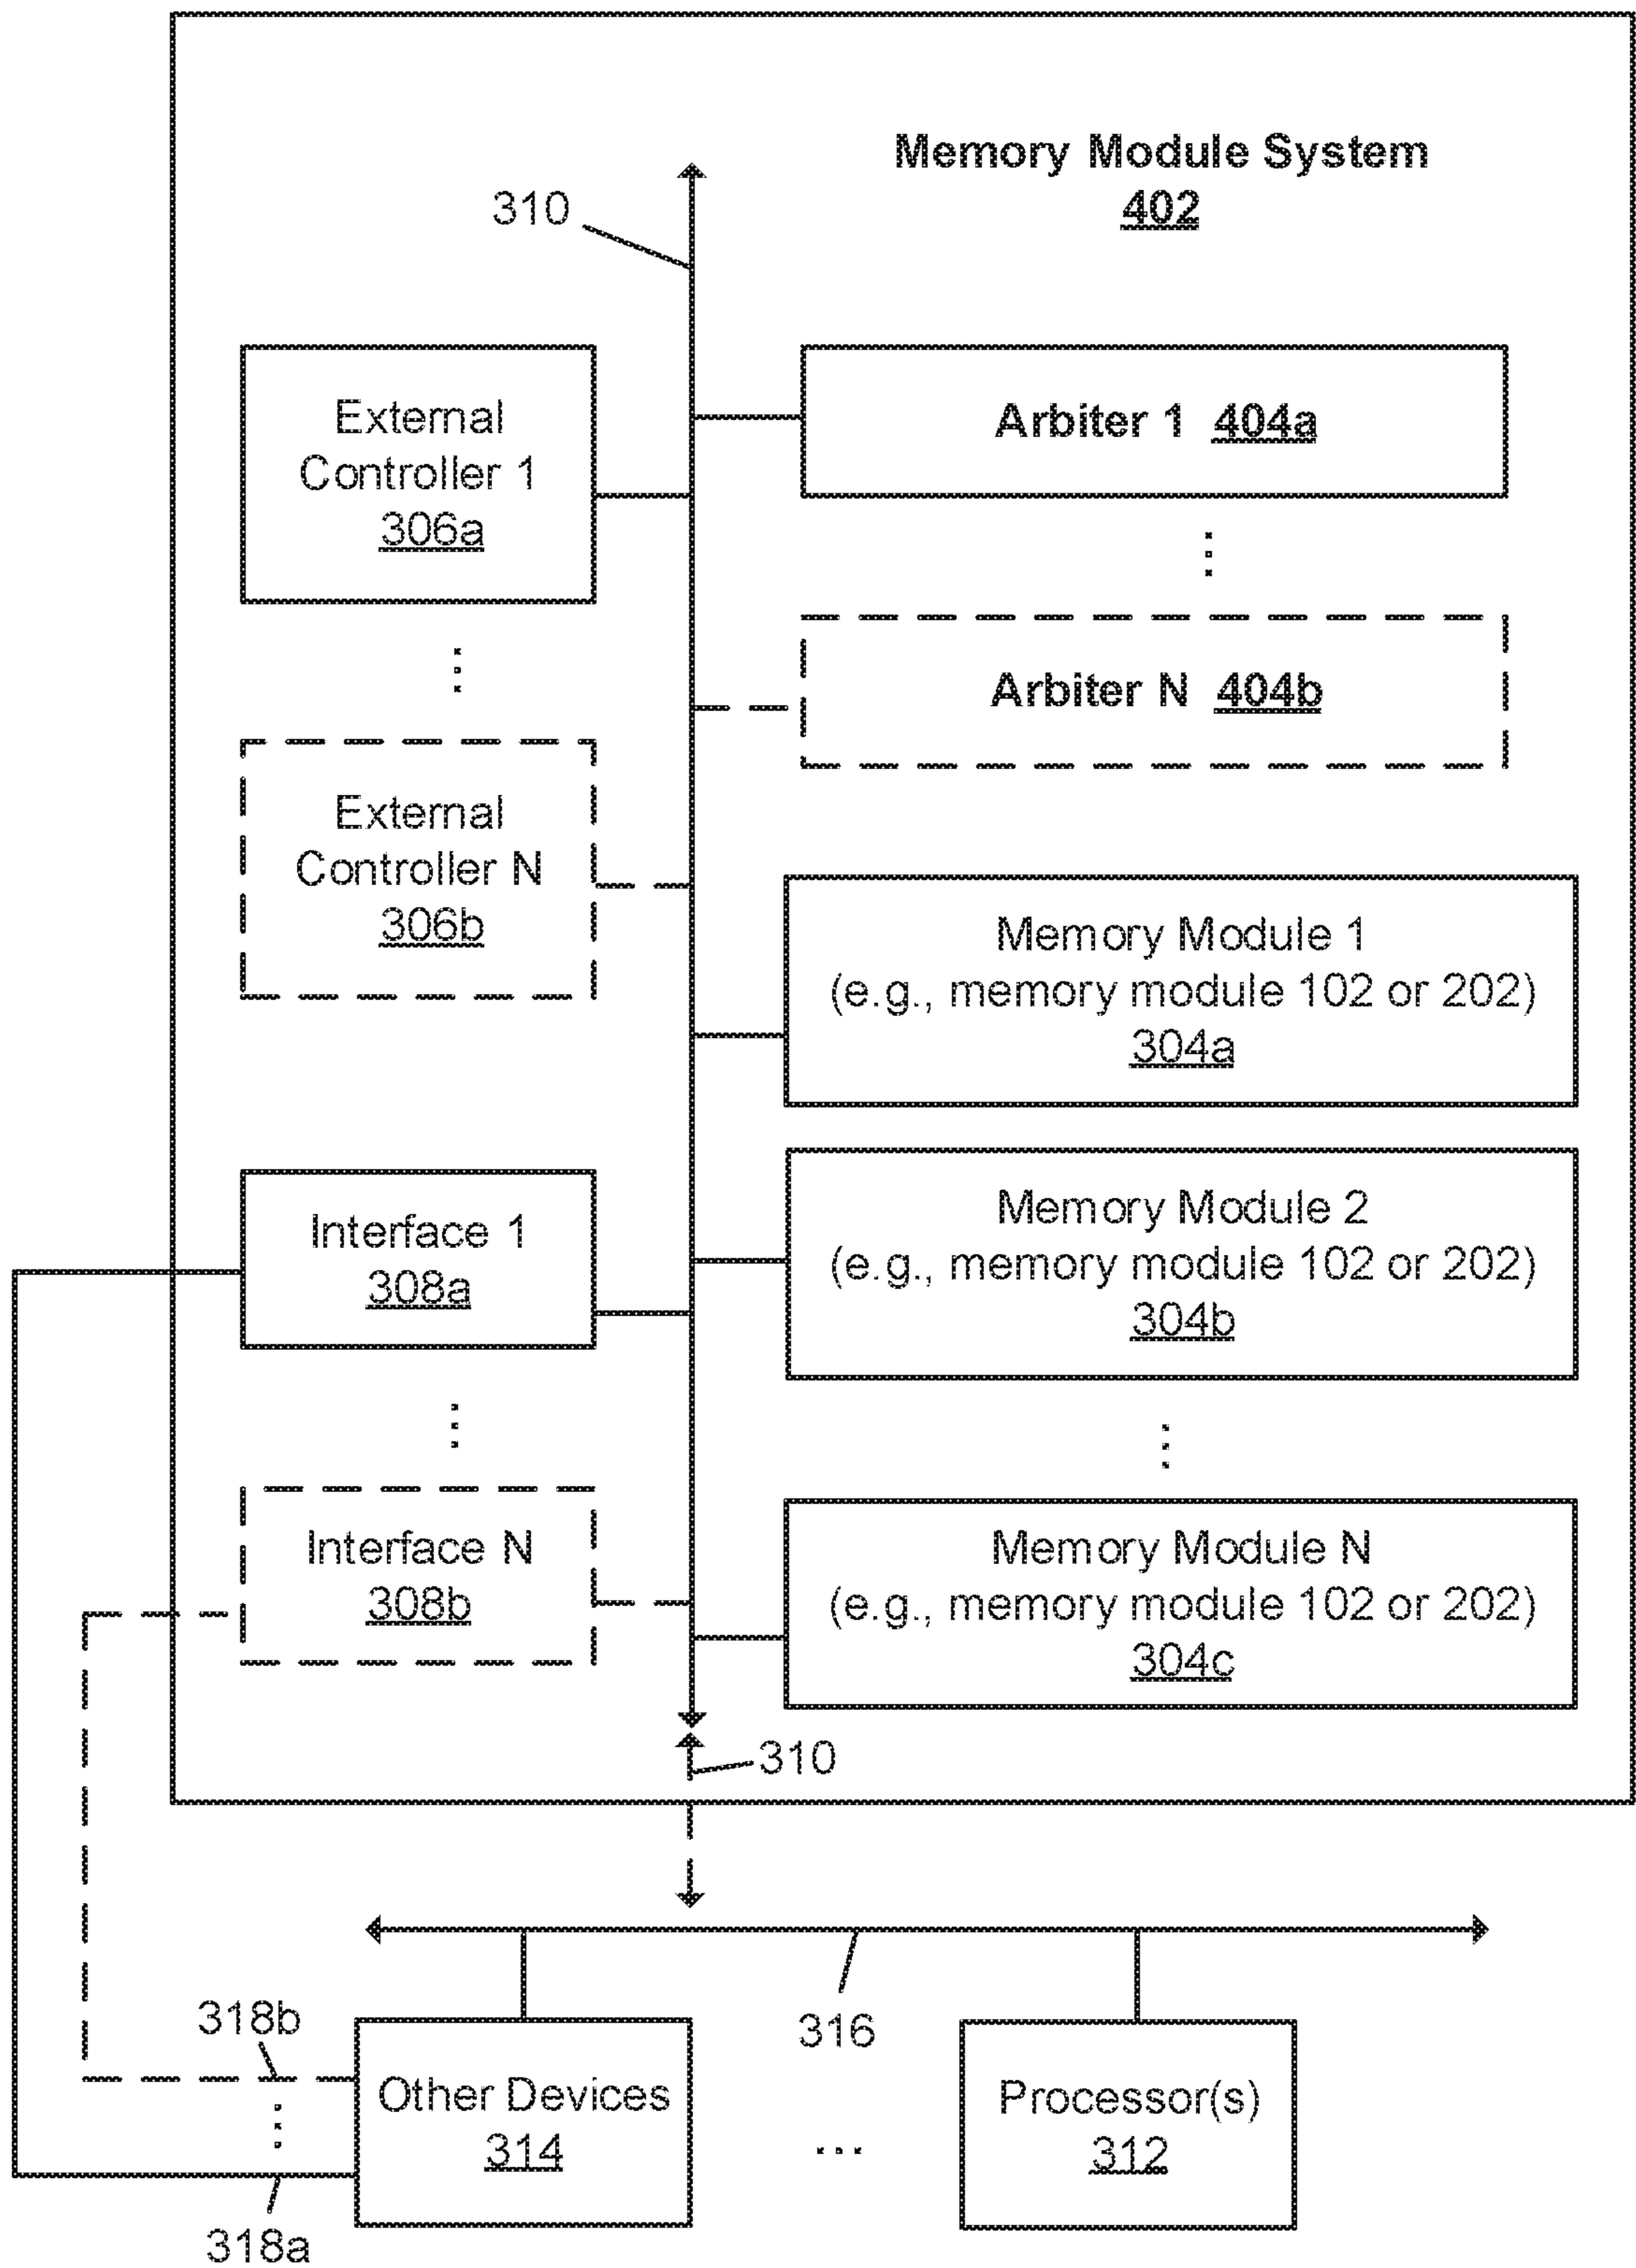 Memory Module System
402
310
External
Controller 1
306a
Arbiter 1 404a
Arbiter N 404b
External
Controller N
306b
Memory Module 1
(e.g., memory module 102 or 202)
304a
Interface 1
308a
Memory Module 2
(e.g., memory module 102 or 202)
304b
Interface N
308b
Memory Module N
(e.g., memory module 102 or 202)
304c
310
316
318b
Other Devices
314
Processor(s)
312
318a